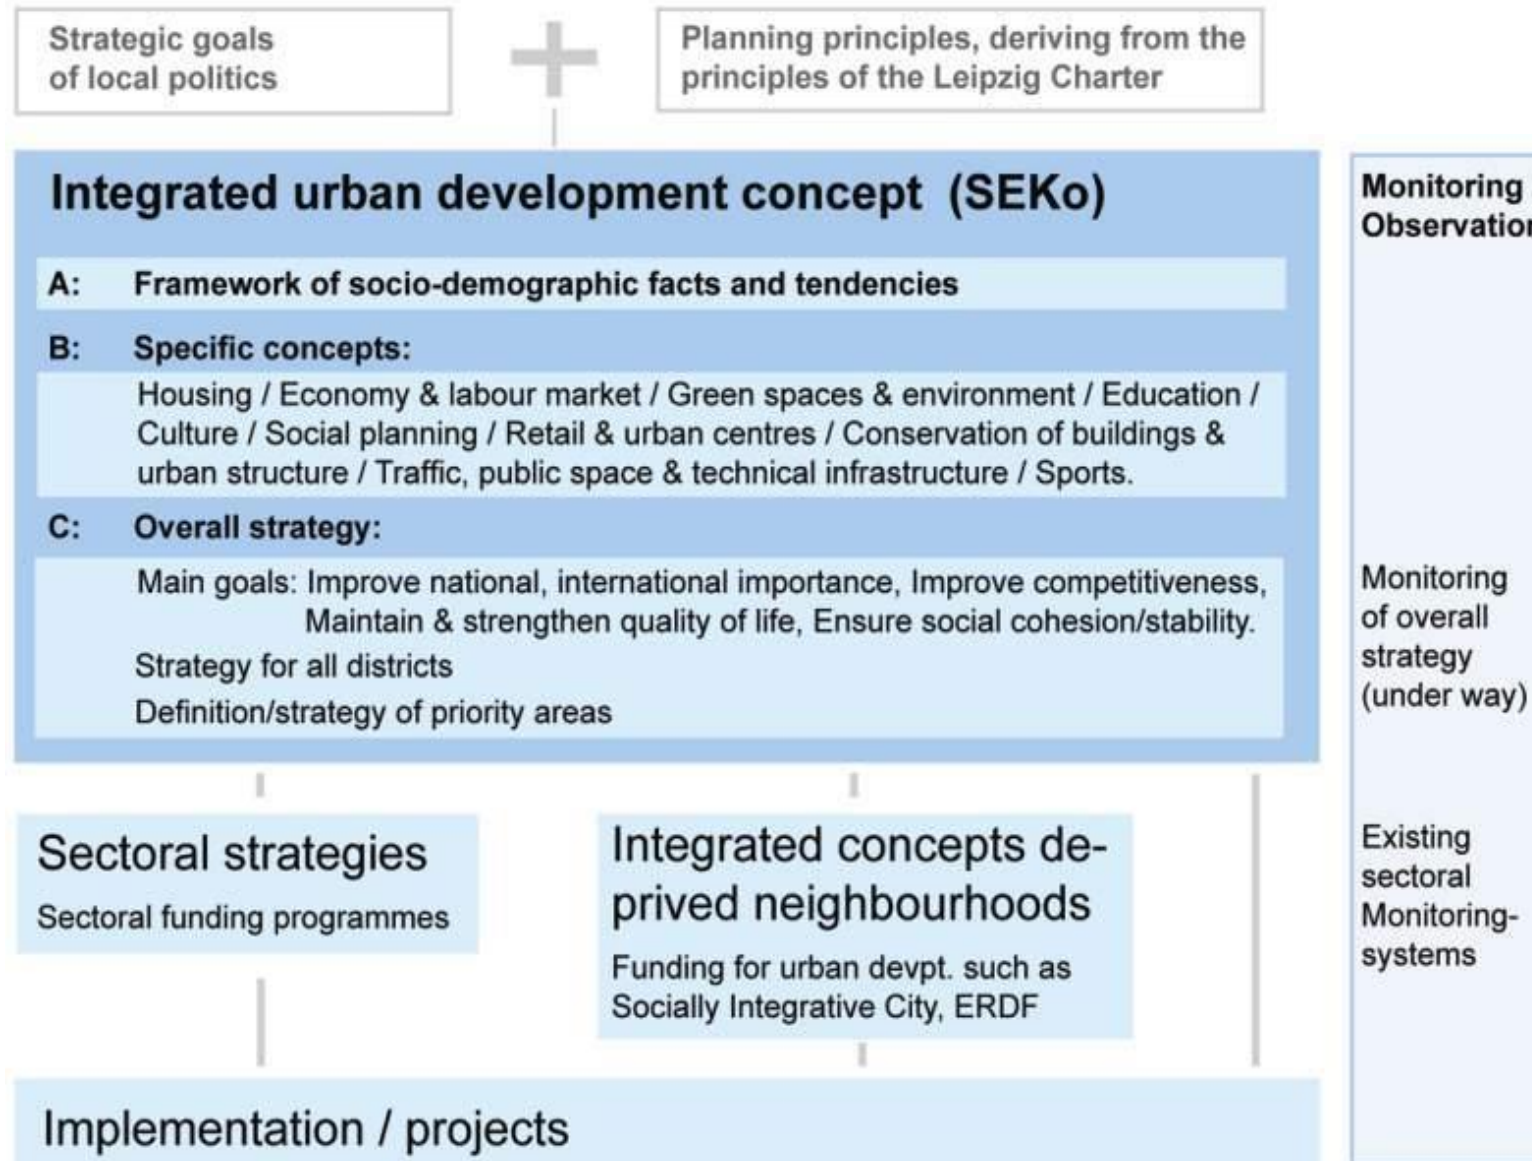 Strategic goals
of local politics
Planning principles, deriving from the
principles of the Leipzig Charter
Integrated urban development concept (SEKo)
A: Framework of socio-demographic facts and tendencies
B: Specific concepts:
Housing / Economy & labour market / Green spaces & environment / Education /
Culture / Social planning / Retail & urban centres / Conservation of buildings &
urban structure / Traffic, public space & technical infrastructure / Sports.
C: Overall strategy:
Main goals: Improve national, international importance, Improve competitiveness,
Maintain & strengthen quality of life, Ensure social cohesion/stability.
Strategy for all districts
Definition/strategy of priority areas
Sectoral strategies
Sectoral funding programmes
Integrated concepts de-
prived neighbourhoods
Funding for urban devpt. such as
Socially Integrative City, ERDF
Implementation / projects
Monitoring
Observation
Monitoring
of overall
strategy
(under way)
Existing
sectoral
Monitoring-
systems